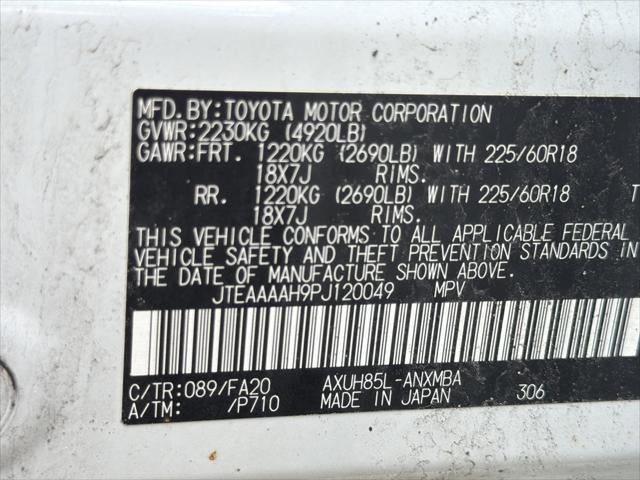 MFD.BY:TOYOTA MOTOR CORPORATION
GVWR:2230KG (4920LB)
GAWR:FRT. 1220KG (2690LB) WITH 225/60R18
18X7J RIMS.
RR. 1220KG (2690LB) WITH 225/60R18 T
18X7J RIMS.
THIS VEHICLE CONFORMS TO ALL APPLICABLE FEDERAL
VEHICLE SAFETY AND THEFT PREVENTION STANDARDS IN
THE DATE OF MANUFACTURE SHOWN ABOVE.
JTEAAAAH9PJ120049 MPV
C/TR:089/FA20 AXUH85L-ANXMBA
A/TM: /P710 MADE IN JAPAN 306